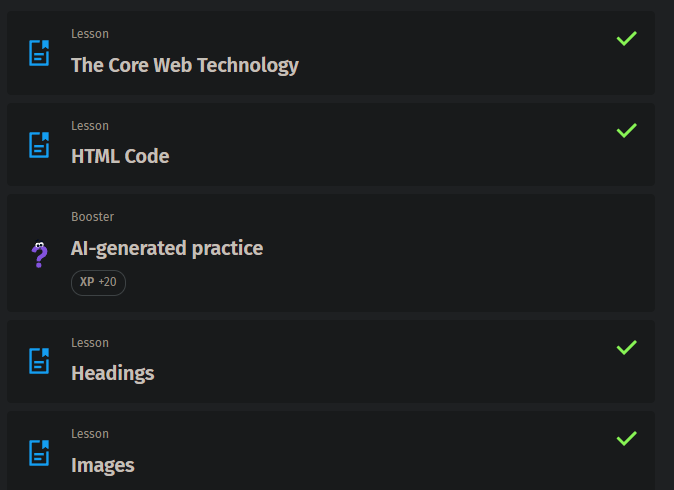 Lesson
The Core Web Technology
Lesson
HTML Code
Booster
AI-generated practice
XP +20
Lesson
Headings
Lesson
Images